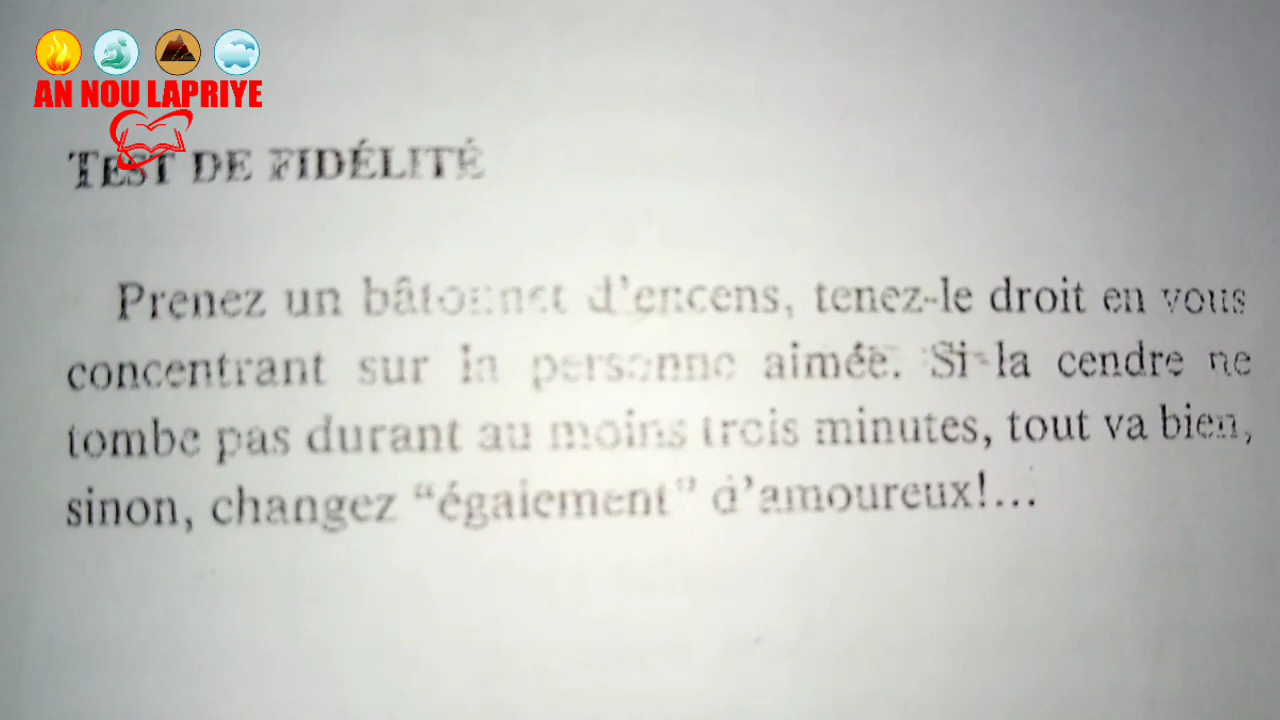 AN NOU LAPRIYE
TEST DE FIDÉLITÉ
Prenez un bâtonnet d'encens, tenez-le droit en vous
concentrant sur la personne aimée. Si la cendre ne
tombe pas durant au moins trois minutes, tout va bien,
sinon, changez "égaiement" d'amoureux!...